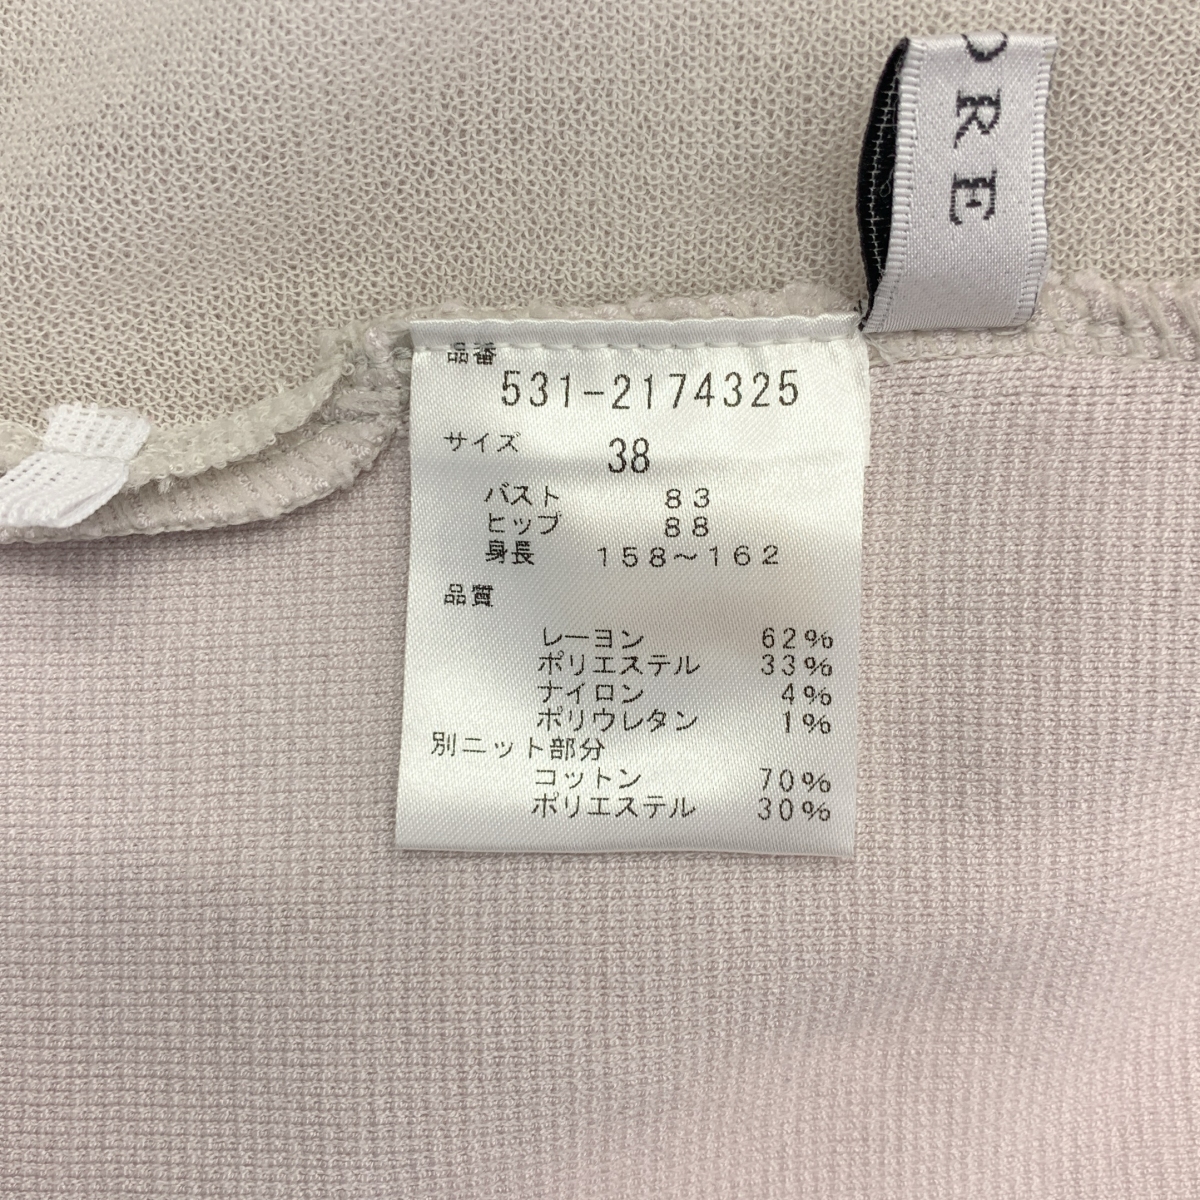 ORE
品番
531-2174325
サイズ 38
バスト 83
ヒップ 88
身長 158～162
品質
レーヨン 62%
ポリエステル 33%
ナイロン 4%
ポリウレタン 1%
別ニット部分
コットン 70%
ポリエステル 30%